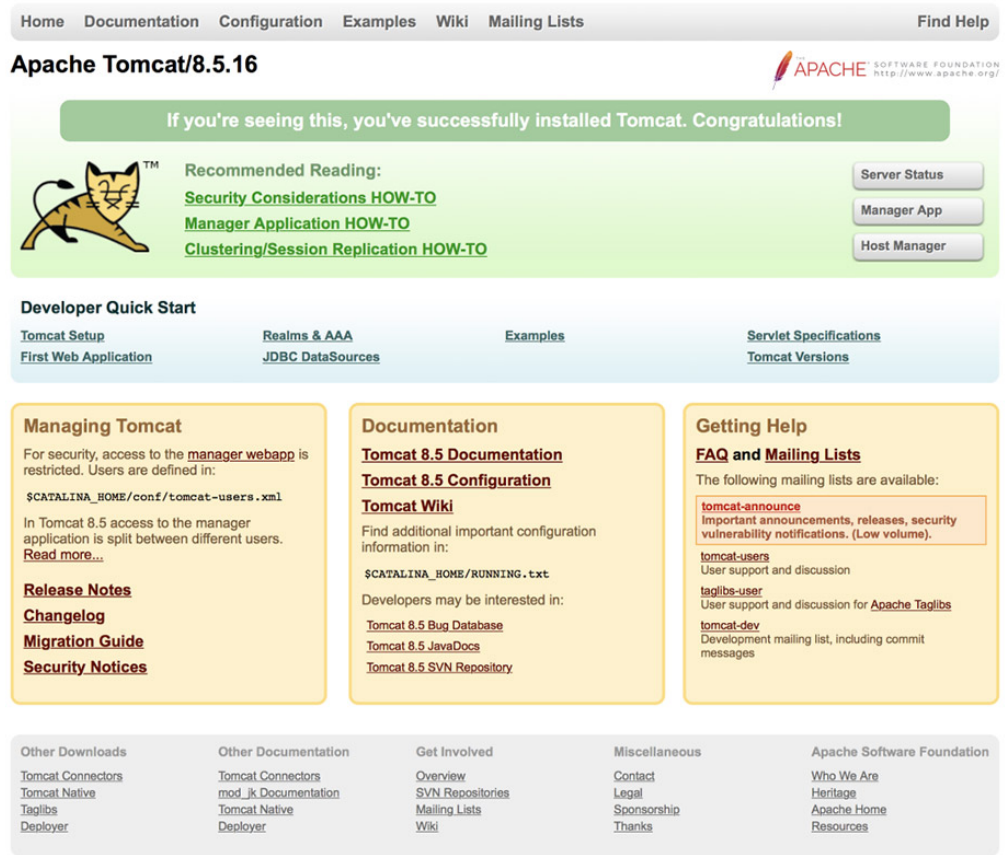 Home Documentation Configuration Examples Wiki Mailing Lists Find Help
Apache Tomcat/8.5.16
THE
APACHE SOFTWARE FOUNDATION
http://www.apache.org/
If you're seeing this, you've successfully installed Tomcat. Congratulations!
TM
Recommended Reading:
Security Considerations HOW-TO
Manager Application HOW-TO
Clustering/Session Replication HOW-TO
Server Status
Manager App
Host Manager
Developer Quick Start
Tomcat Setup
First Web Application
Realms & AAA
JDBC DataSources
Examples
Servlet Specifications
Tomcat Versions
Managing Tomcat
For security, access to the manager webapp is
restricted. Users are defined in:
$CATALINA_HOME/conf/tomcat-users.xml
In Tomcat 8.5 access to the manager
application is split between different users.
Read more...
Release Notes
Changelog
Migration Guide
Security Notices
Documentation
Tomcat 8.5 Documentation
Tomcat 8.5 Configuration
Tomcat Wiki
Find additional important configuration
information in:
$CATALINA_HOME/RUNNING.txt
Developers may be interested in:
Tomcat 8.5 Bug Database
Tomcat 8.5 JavaDocs
Tomcat 8.5 SVN Repository
Getting Help
FAQ and Mailing Lists
The following mailing lists are available:
tomcat-announce
Important announcements, releases, security
vulnerability notifications. (Low volume).
tomcat-users
User support and discussion
taglibs-user
User support and discussion for Apache Taglibs
tomcat-dev
Development mailing list, including commit
messages
Other Downloads
Tomcat Connectors
Tomcat Native
Taglibs
Deployer
Other Documentation
Tomcat Connectors
mod_jk Documentation
Tomcat Native
Deployer
Get Involved
Overview
SVN Repositories
Mailing Lists
Wiki
Miscellaneous
Contact
Legal
Sponsorship
Thanks
Apache Software Foundation
Who We Are
Heritage
Apache Home
Resources